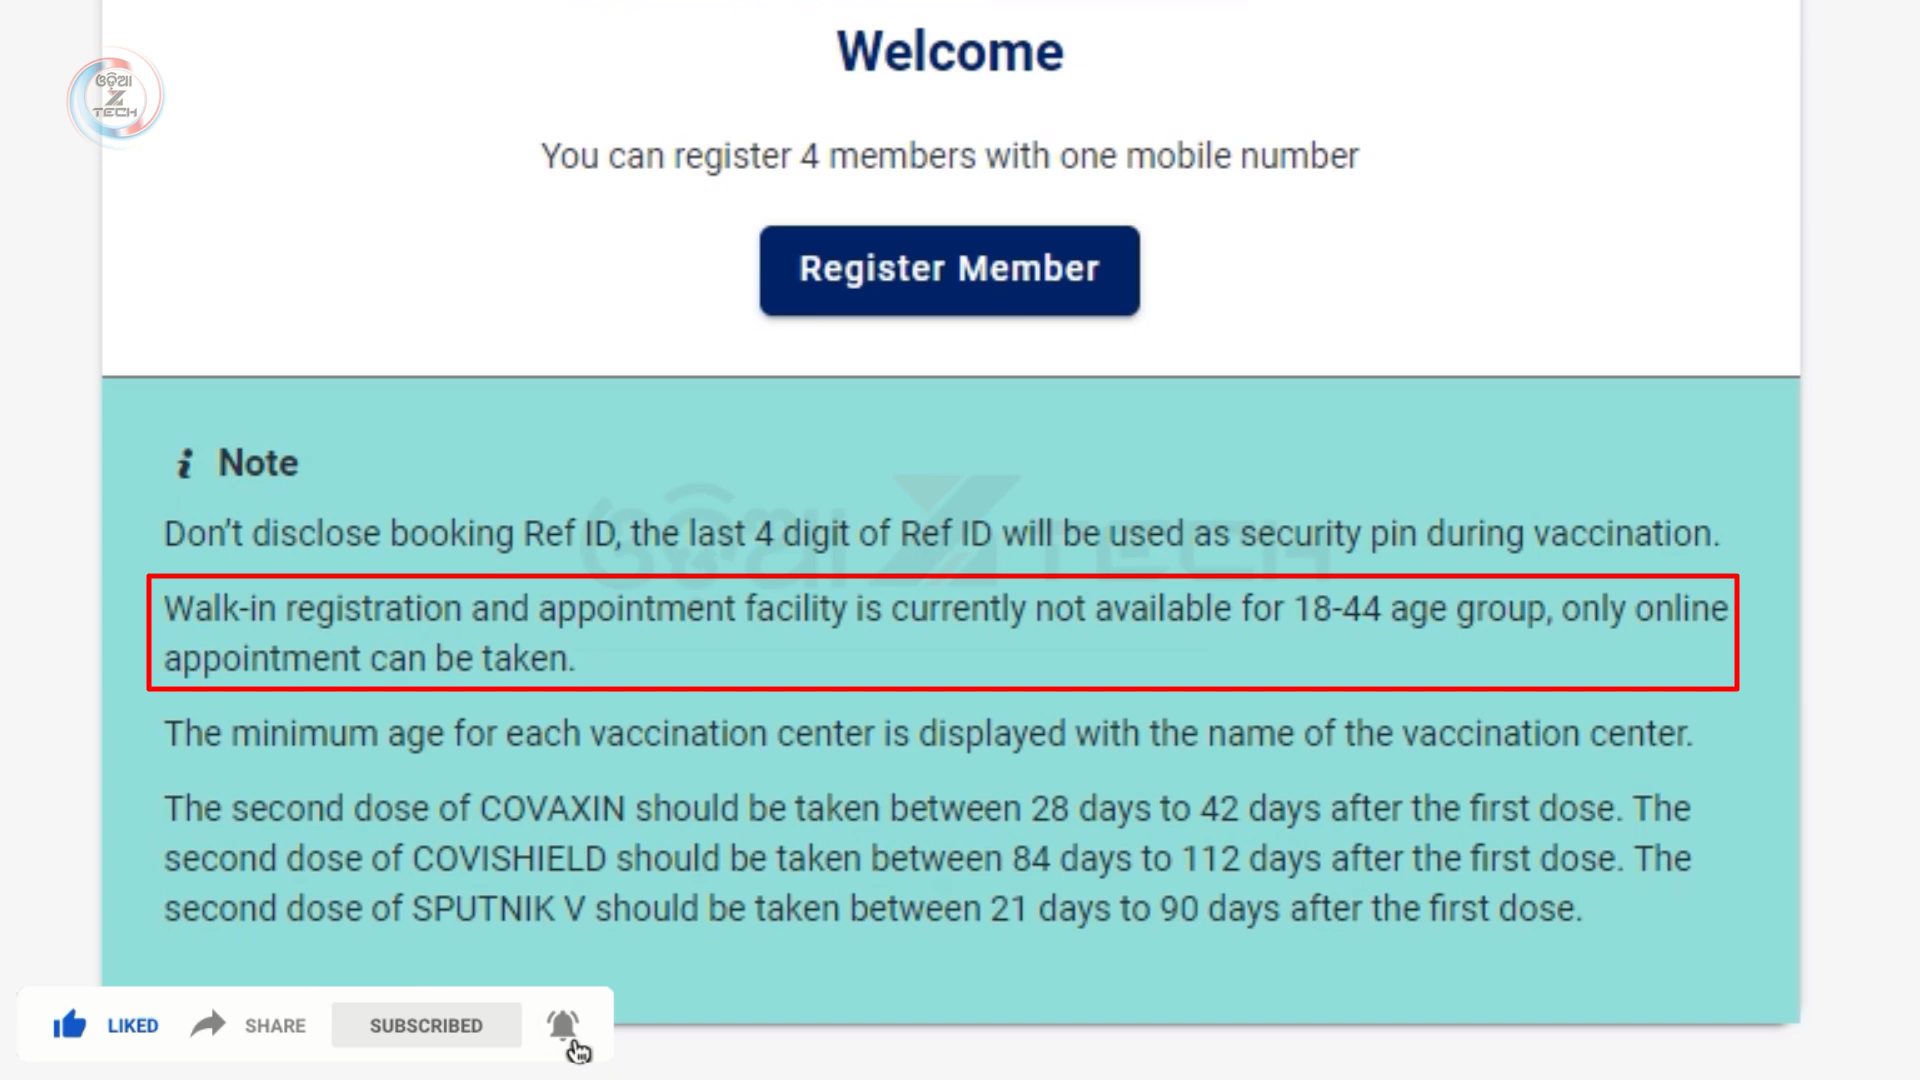 ଓଡ଼ିଆ
Z
TECH
Welcome
You can register 4 members with one mobile number
Register Member
i Note
Don't disclose booking Ref ID, the last 4 digit of Ref ID will be used as security pin during vaccination.
ଓଡ଼ିଆ Z TECH
Walk-in registration and appointment facility is currently not available for 18-44 age group, only online
appointment can be taken.
The minimum age for each vaccination center is displayed with the name of the vaccination center.
The second dose of COVAXIN should be taken between 28 days to 42 days after the first dose. The
second dose of COVISHIELD should be taken between 84 days to 112 days after the first dose. The
second dose of SPUTNIK V should be taken between 21 days to 90 days after the first dose.
LIKED SHARE SUBSCRIBED